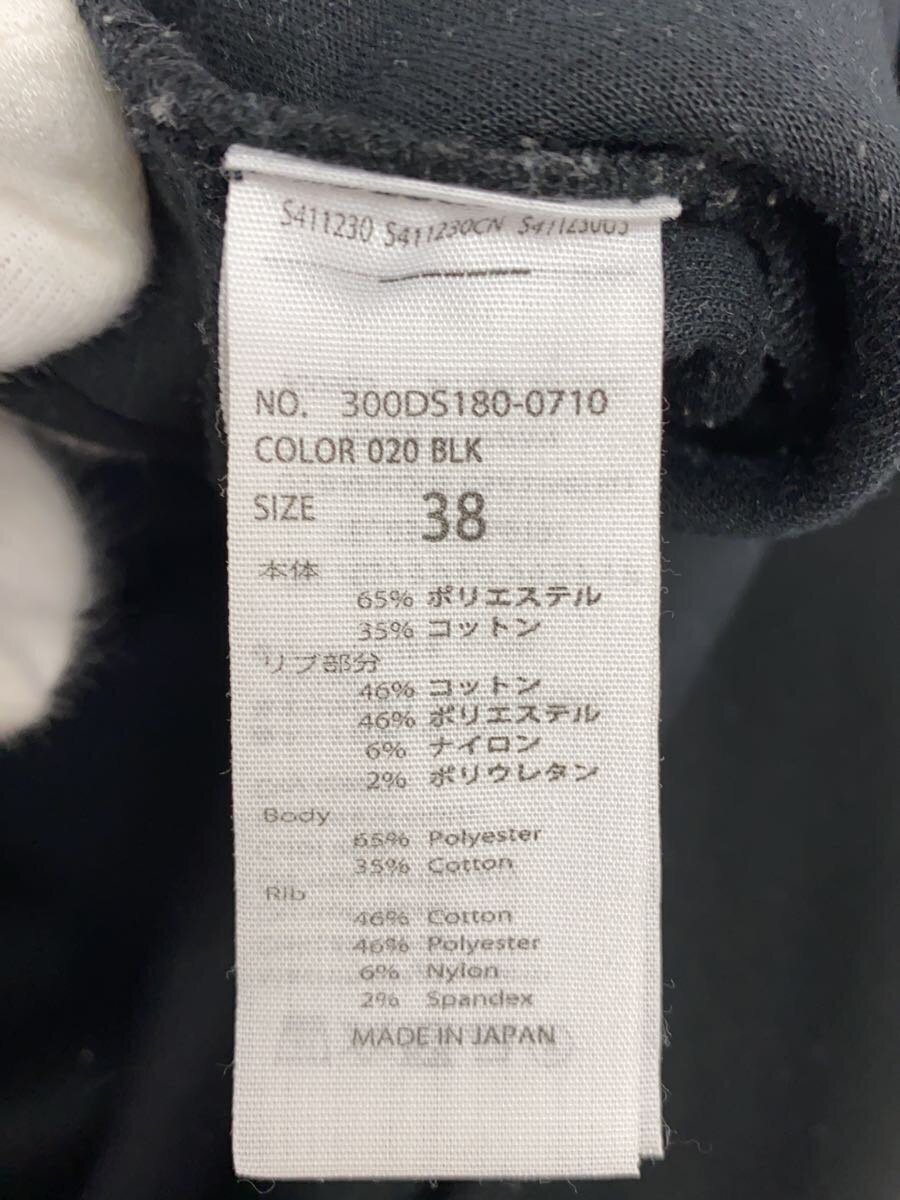 S411230 S411230CN S41123003
NO. 300DS180-0710
COLOR 020 BLK
SIZE 38
本体
65% ポリエステル
35% コットン
リブ部分
46% コットン
46% ポリエステル
6% ナイロン
2% ポリウレタン
Body
65% Polyester
35% Cotton
Rib
46% Cotton
46% Polyester
6% Nylon
2% Spandex
MADE IN JAPAN